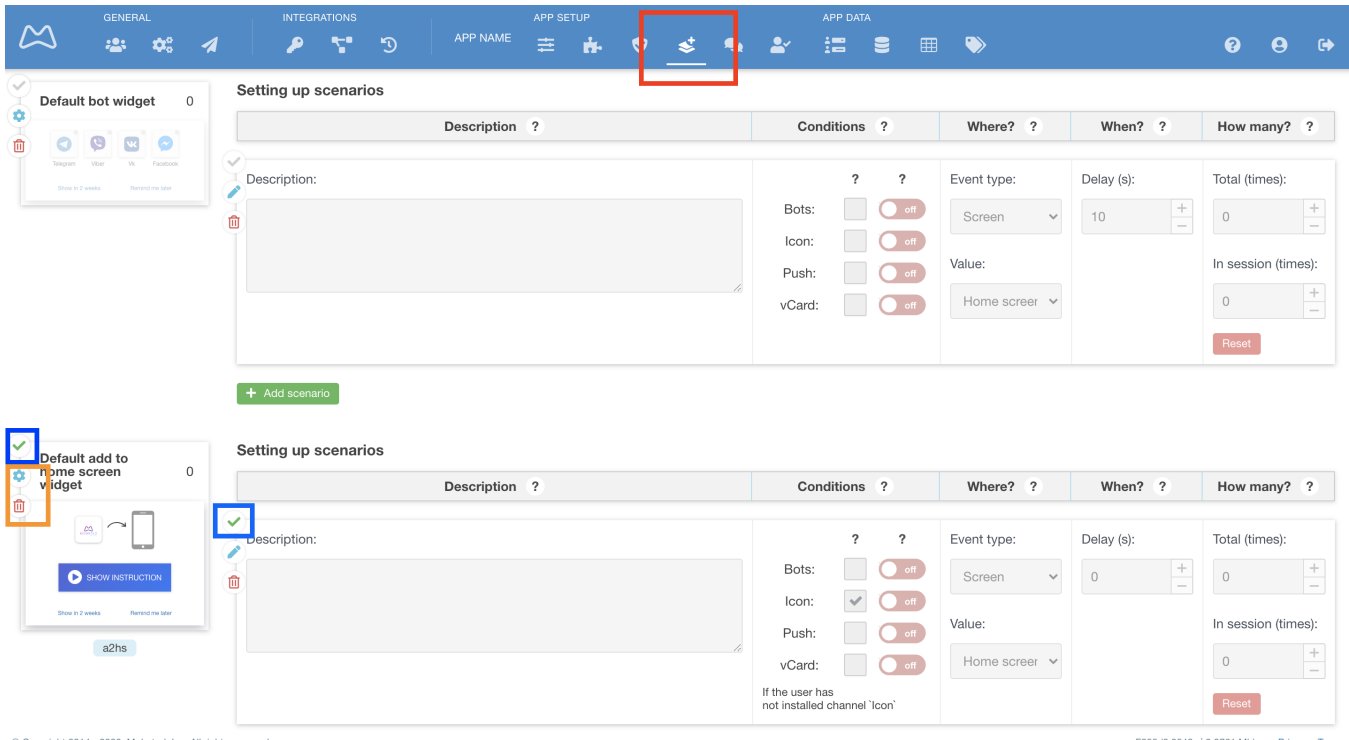 GENERAL
INTEGRATIONS
APP SETUP
APP DATA
APP NAME
Default bot widget 0
Telegram Viber VK Facebook
Show in 2 weeks Remind me later
Setting up scenarios
Description ? Conditions ? Where? ? When? ? How many? ?
Description: ? ? Event type: Delay (s): Total (times):
Bots: off Screen 10 0
Icon: off
Push: off Value: In session (times):
vCard: off Home screer 0
Reset
+ Add scenario
Default add to
home screen
widget
0
SHOW INSTRUCTION
Show in 2 weeks Remind me later
a2hs
Setting up scenarios
Description ? Conditions ? Where? ? When? ? How many? ?
Description: ? ? Event type: Delay (s): Total (times):
Bots: off Screen 0 0
Icon: off
Push: off Value: In session (times):
vCard: off Home screer 0
If the user has
not installed channel `Icon`
Reset